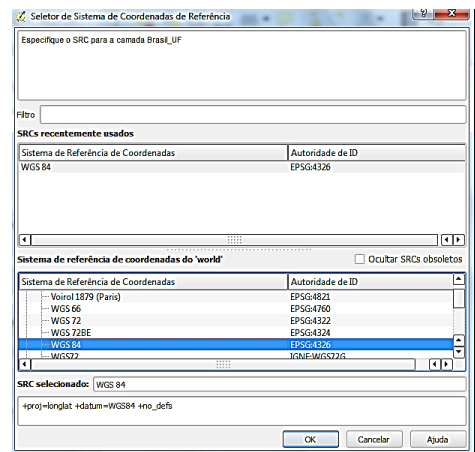 Seletor de Sistema de Coordenadas de Referência
Especifique o SRC para a camada Brasil_UF
Filtro
SRCs recentemente usados
Sistema de Referência de Coordenadas Autoridade de ID
WGS 84 EPSG:4326
Sistema de referência de coordenadas do 'world' Ocultar SRCs obsoletos
Sistema de Referência de Coordenadas Autoridade de ID
Voirol 1879 (Paris) EPSG:4821
WGS 66 EPSG:4760
WGS 72 EPSG:4322
WGS 72BE EPSG:4324
WGS 84 EPSG:4326
WGS72 IGNF:WGS72G
SRC selecionado: WGS 84
+proj=longlat +datum=WGS84 +no_defs
OK Cancelar Ajuda